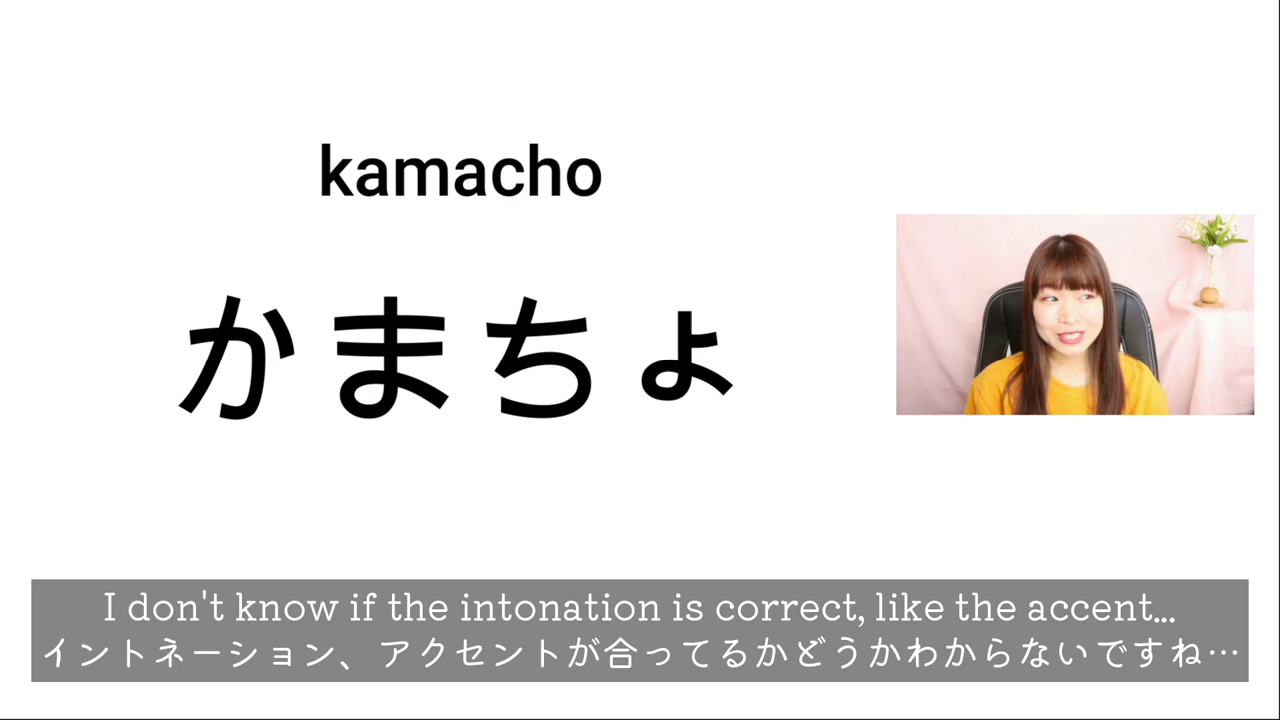 kamacho
かまちょ
I don't know if the intonation is correct, like the accent...
イントネーション、アクセントが合ってるかどうかわからないですね…